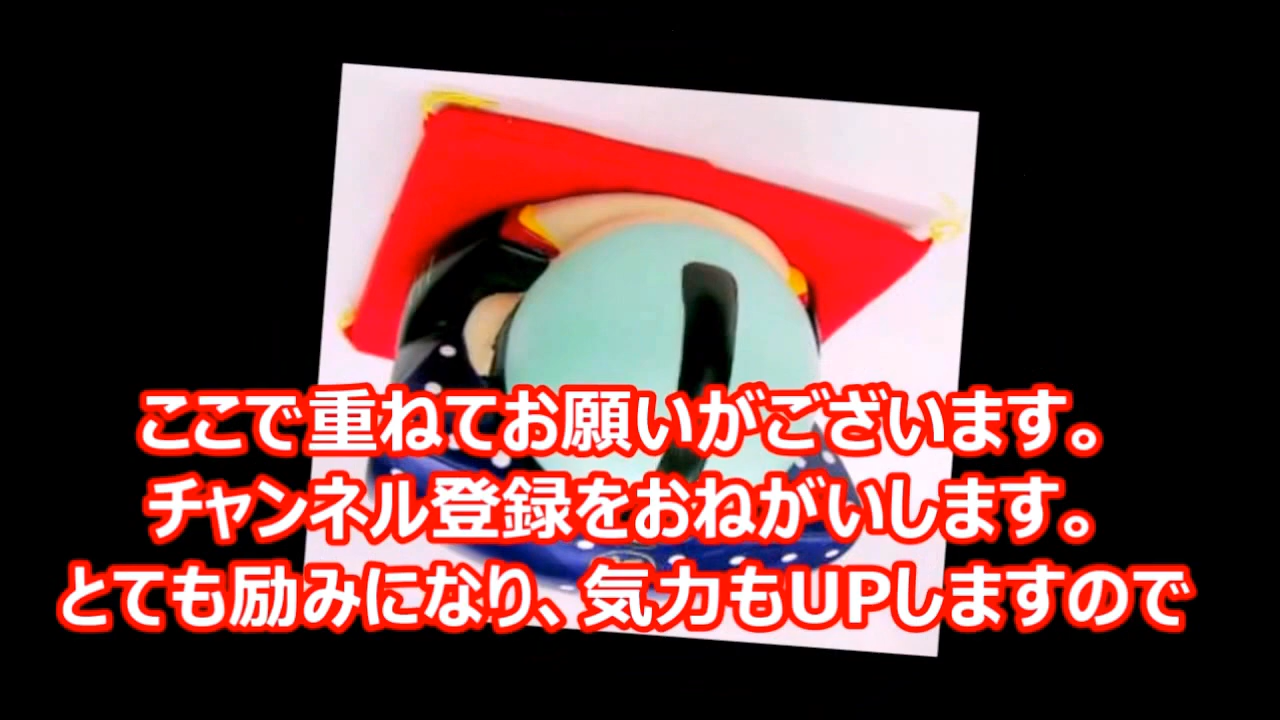 ここで重ねてお願いがございます。
チャンネル登録をおねがいします。
とても励みになり、気力もUPしますので